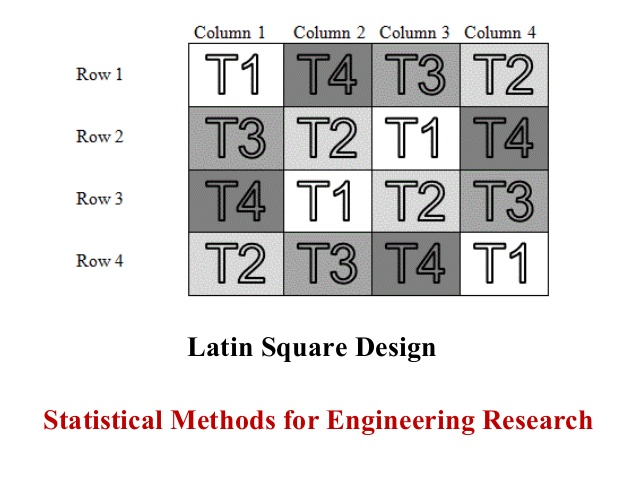 Column 1 Column 2 Column 3 Column 4
Row 1 T1 T4 T3 T2
Row 2 T3 T2 T1 T4
Row 3 T4 T1 T2 T3
Row 4 T2 T3 T4 T1
Latin Square Design
Statistical Methods for Engineering Research